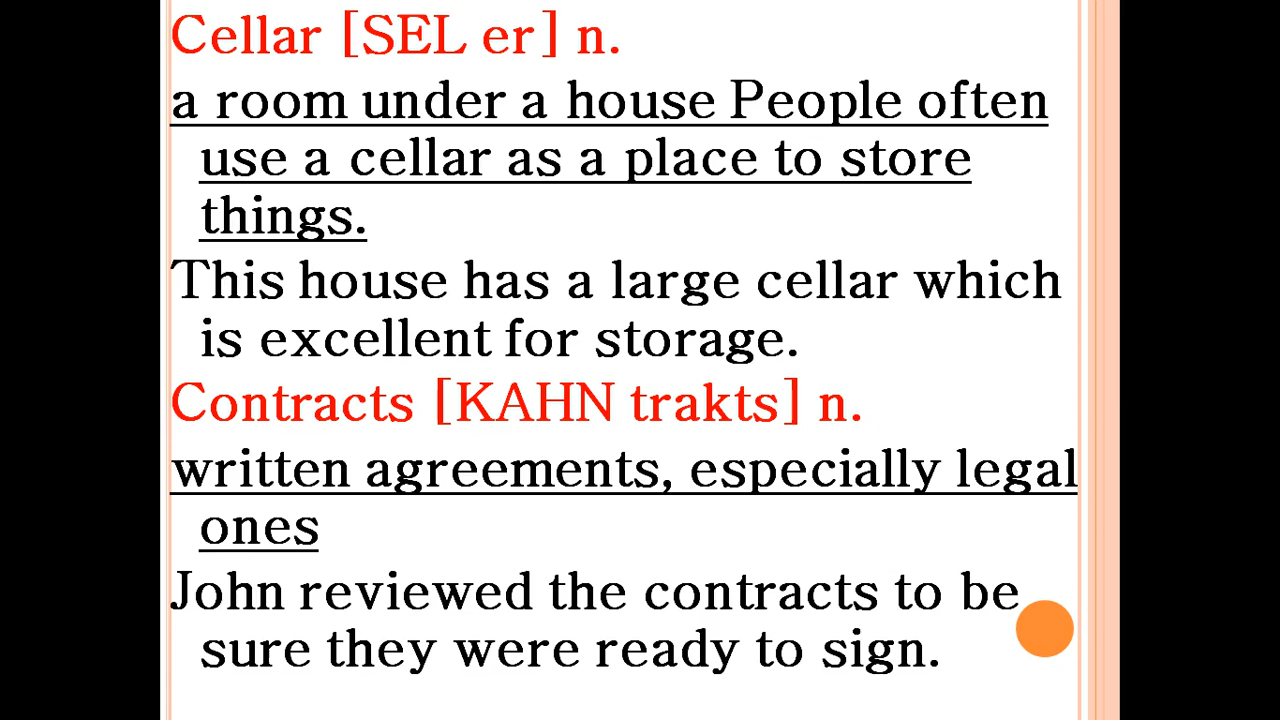 Cellar [SEL er] n.
a room under a house People often
use a cellar as a place to store
things.
This house has a large cellar which
is excellent for storage.
Contracts [KAHN trakts] n.
written agreements, especially legal
ones
John reviewed the contracts to be
sure they were ready to sign.